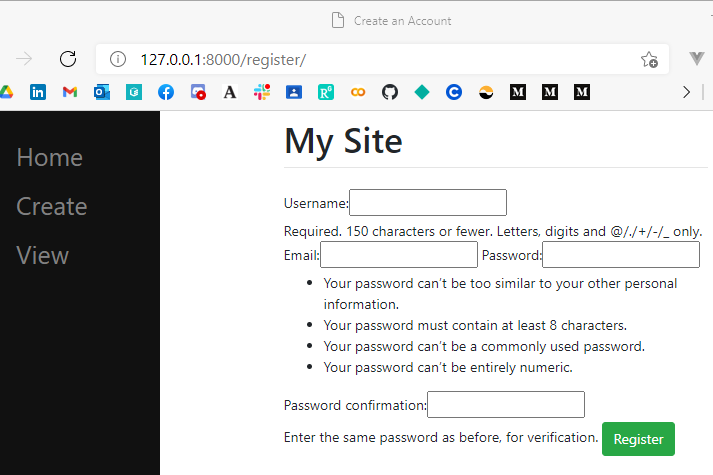 Create an Account
127.0.0.1:8000/register/
Home
Create
View
My Site
Username:
Required. 150 characters or fewer. Letters, digits and @/./+/-/_ only.
Email: Password:
Your password can't be too similar to your other personal
information.
Your password must contain at least 8 characters.
Your password can't be a commonly used password.
Your password can't be entirely numeric.
Password confirmation:
Enter the same password as before, for verification. Register